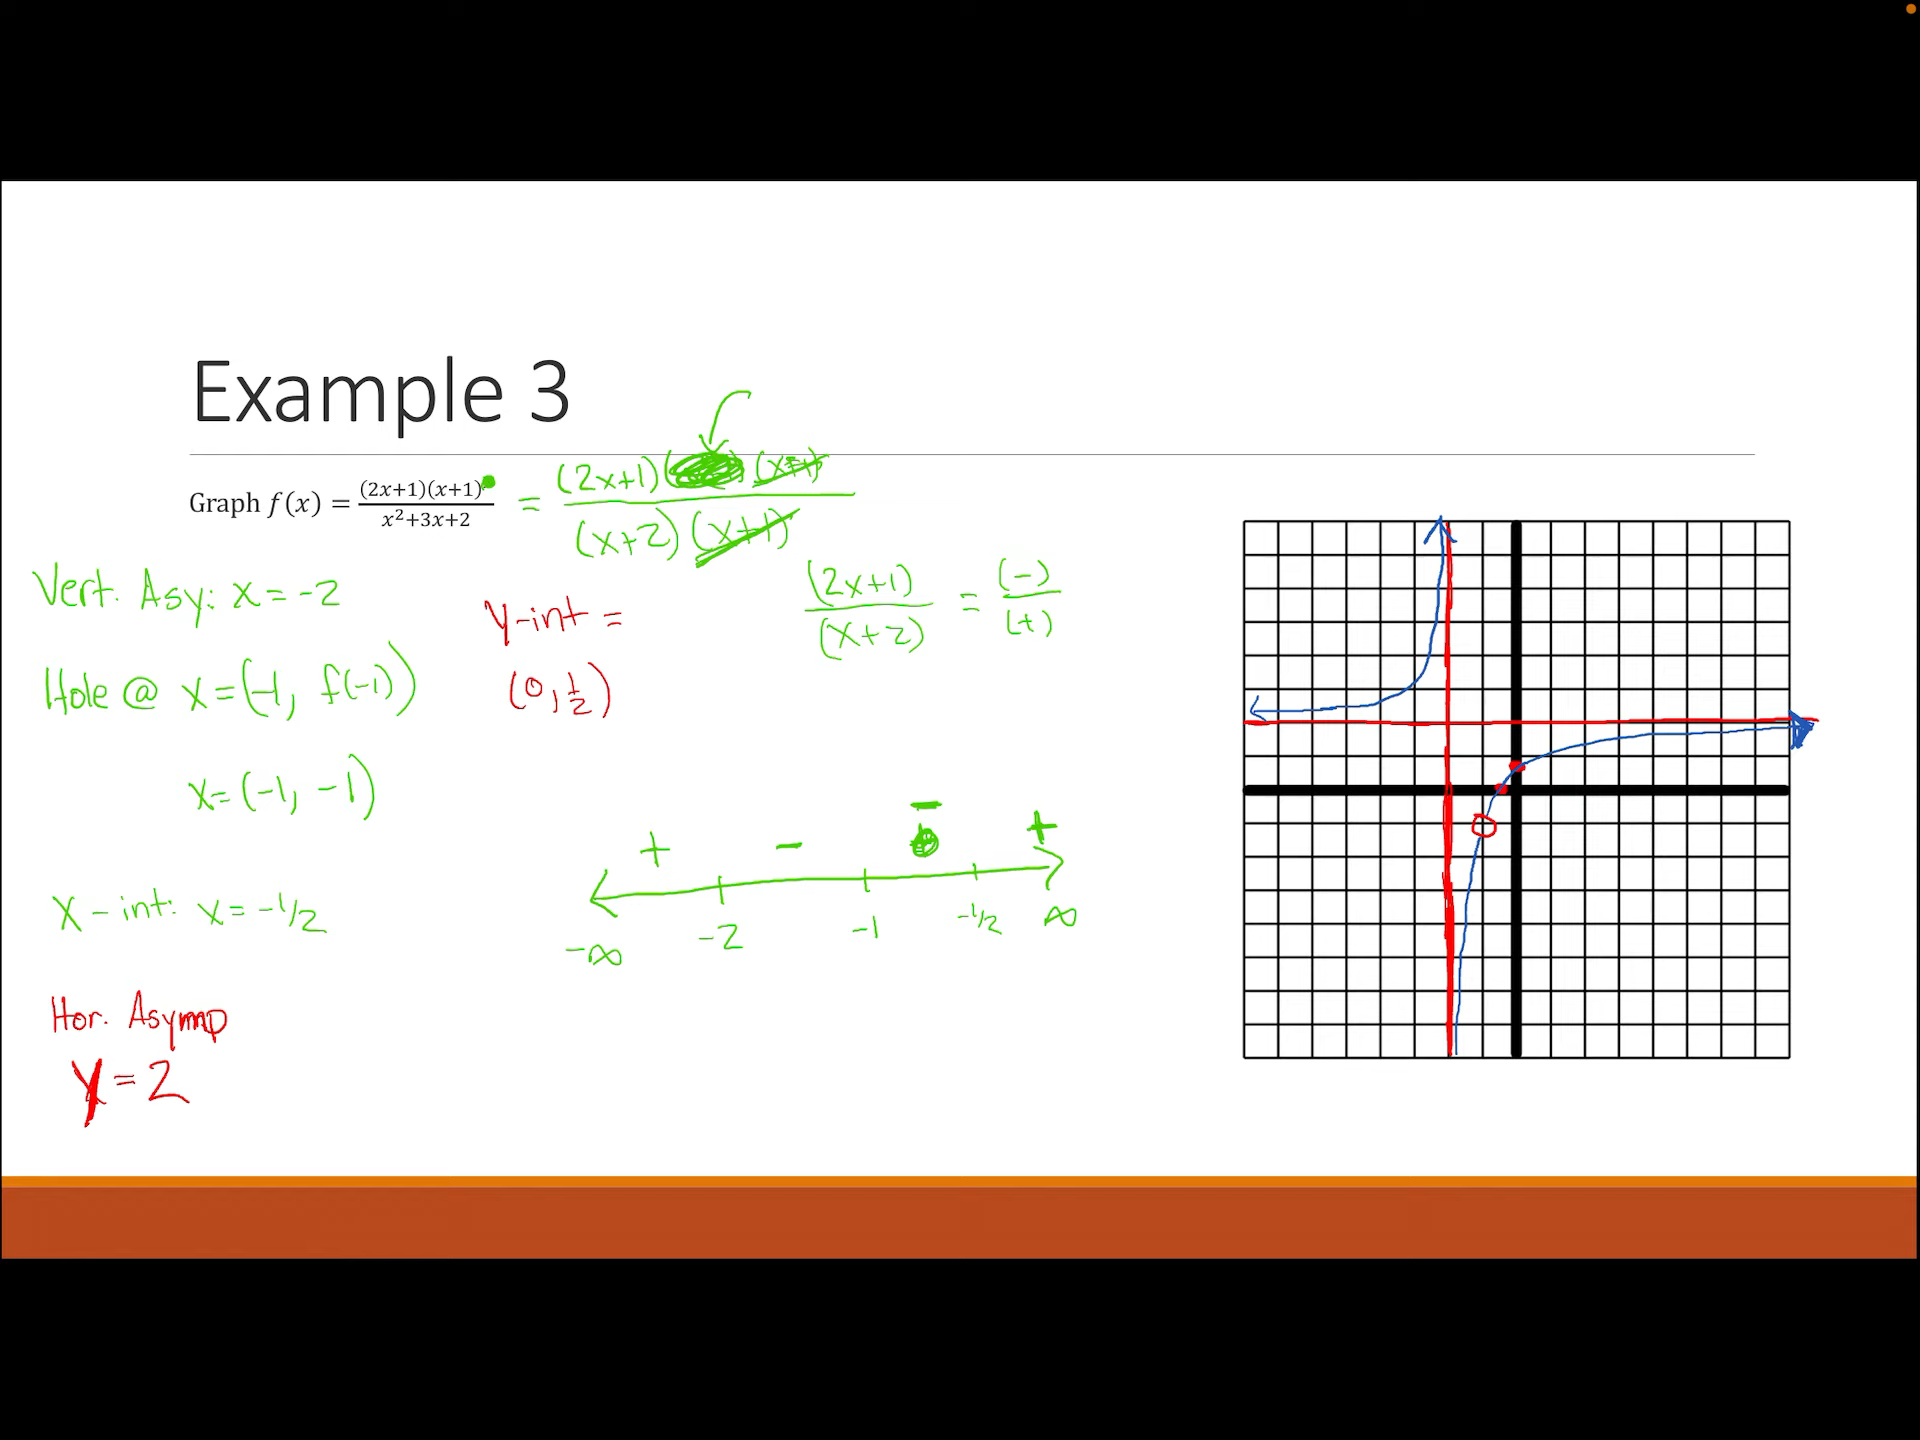 Example 3
Graph f(x) = (2x+1)(x+1) / x²+3x+2 = (2x+1) (x+1) / (x+2) (x+1)
Vert. Asy: x = -2
Y-int =
(2x+1) / (x+2) = (-) / (+)
Hole @ x = (-1, f(-1))
(0, 1/2)
x= (-1, -1)
+ - - +
-∞ -2 -1 -1/2 ∞
X-int: x = -1/2
Hor. Asymp
Y = 2